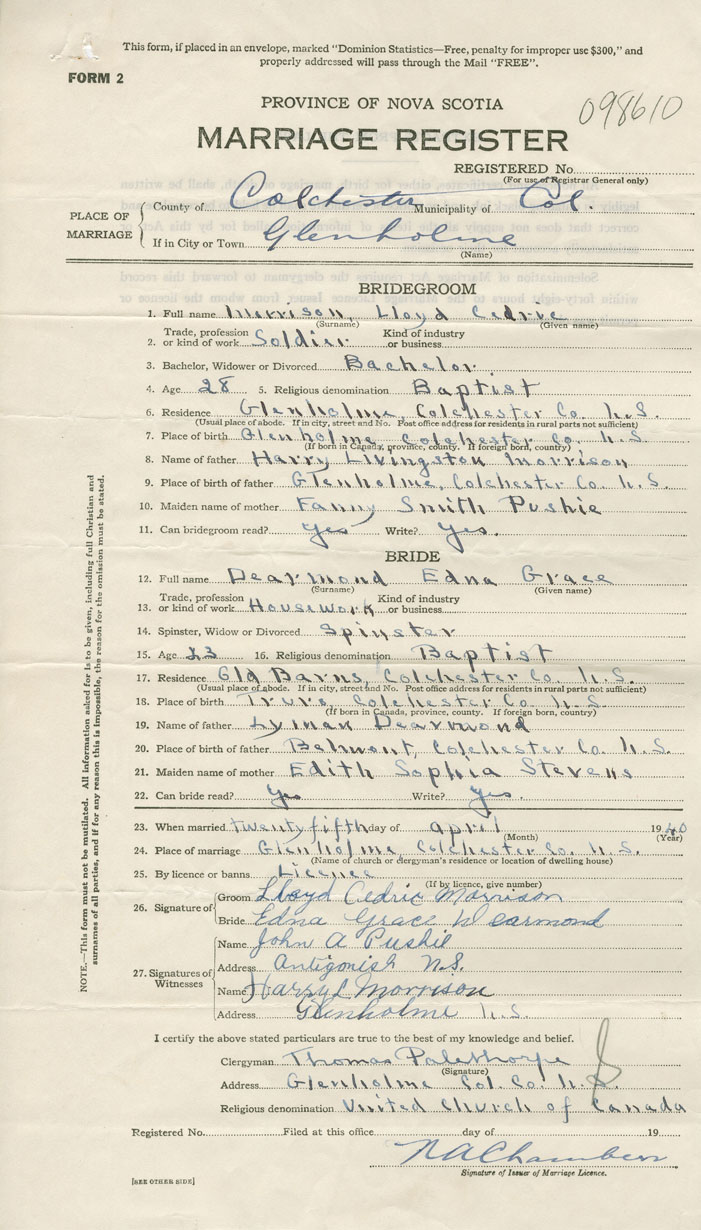 This form, if placed in an envelope, marked "Dominion Statistics—Free, penalty for improper use $300," and
properly addressed will pass through the Mail "FREE".
FORM 2
PROVINCE OF NOVA SCOTIA
098610
MARRIAGE REGISTER
REGISTERED No.
(For use of Registrar General only)
PLACE OF MARRIAGE
County of Colchester Municipality of Col.
If in City or Town Glenholme
(Name)
BRIDEGROOM
1. Full name Morrison, Lloyd Cedric
(Surname) (Given name)
Trade, profession Kind of industry
2. or kind of work Soldier or business
3. Bachelor, Widower or Divorced Bachelor.
4. Age 28 5. Religious denomination Baptist
6. Residence Glenholme, Colchester Co. N.S.
(Usual place of abode. If in city, street and No. Post office address for residents in rural parts not sufficient)
7. Place of birth Glenholme, Colchester Co. N.S.
(If born in Canada, province, county. If foreign born, country)
8. Name of father Harry Livingston Morrison
9. Place of birth of father Glenholme, Colchester Co. N.S.
10. Maiden name of mother Fanny Smith Pushie
11. Can bridegroom read? Yes Write? Yes.
BRIDE
12. Full name Dearmond Edna Grace
(Surname) (Given name)
Trade, profession Kind of industry
13. or kind of work Housework or business
14. Spinster, Widow or Divorced Spinster
15. Age 23 16. Religious denomination Baptist
17. Residence Old Barns, Colchester Co. N.S.
(Usual place of abode. If in city, street and No. Post office address for residents in rural parts not sufficient)
18. Place of birth Truro, Colchester Co. N.S.
(If born in Canada, province, county. If foreign born, country)
19. Name of father Lyman Dearmond
20. Place of birth of father Belmont, Colchester Co. N.S.
21. Maiden name of mother Edith Sophia Stevens
22. Can bride read? Yes Write? Yes.
23. When married twenty fifth day of April 1940
(Month) (Year)
24. Place of marriage Glenholme, Colchester Co. N.S.
(Name of church or clergyman's residence or location of dwelling house)
25. By licence or banns Licence
(If by licence, give number)
26. Signature of
Groom Lloyd Cedric Morrison
Bride Edna Grace Dearmond
27. Signatures of Witnesses
Name John A Pushie
Address Antigonish N.S.
Name Harry L Morrison
Address Glenholme N.S.
I certify the above stated particulars are true to the best of my knowledge and belief.
Clergyman Thomas Palethorpe
(Signature)
Address Glenholme Col. Co. N.S.
Religious denomination United Church of Canada
Registered No. Filed at this office day of 19
N A Chambers
Signature of Issuer of Marriage Licence.
[SEE OTHER SIDE]
NOTE.—This form must not be mutilated. All information asked for is to be given, including full Christian and
surnames of all parties, and if for any reason this is impossible, the reason for the omission must be stated.